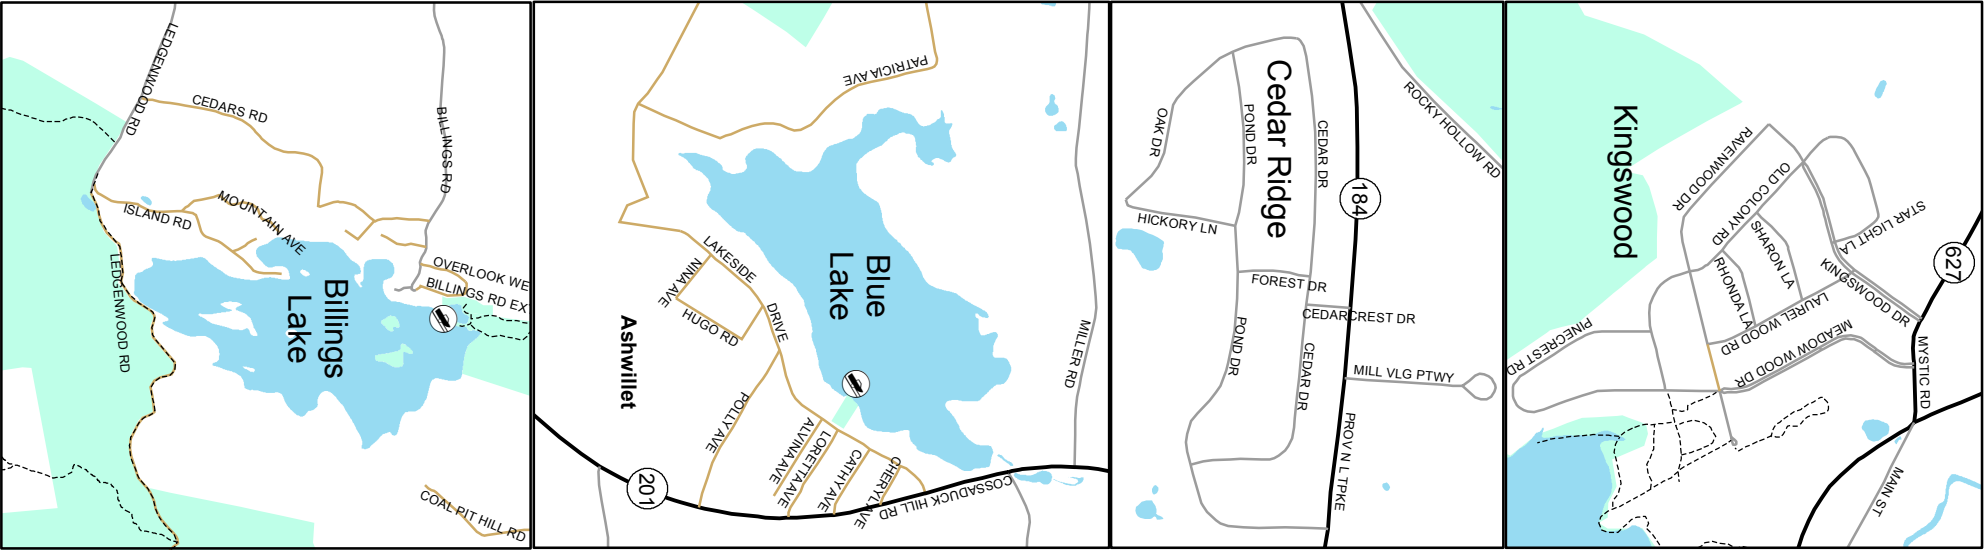 LEDGENWOOD RD
CEDARS RD
BILLINGS RD
MOUNTAIN AVE
ISLAND RD
LEDGENWOOD RD
OVERLOOK WE
BILLINGS RD EX
Billings
Lake
COAL PIT HILL RD
PATRICIA AVE
LAKESIDE
DRIVE
NINA AVE
HUGO RD
Blue
Lake
Ashwillet
MILLER RD
POLLY AVE
ALVINA AVE
LORETTA AVE
CATHY AVE
CHERYL AVE
COSSADUCK HILL RD
201
Cedar Ridge
OAK DR
POND DR
CEDAR DR
184
ROCKY HOLLOW RD
HICKORY LN
FOREST DR
CEDARCREST DR
POND DR
CEDAR DR
MILL VLG PTWY
PROV N L TPKE
Kingswood
RAVENWOOD DR
OLD COLONY RD
STAR LIGHT LA
SHARON LA
RHONDA LA
KINGSWOOD DR
627
LAUREL WOOD RD
MEADOW WOOD DR
PINECREST RD
MYSTIC RD
MAIN ST